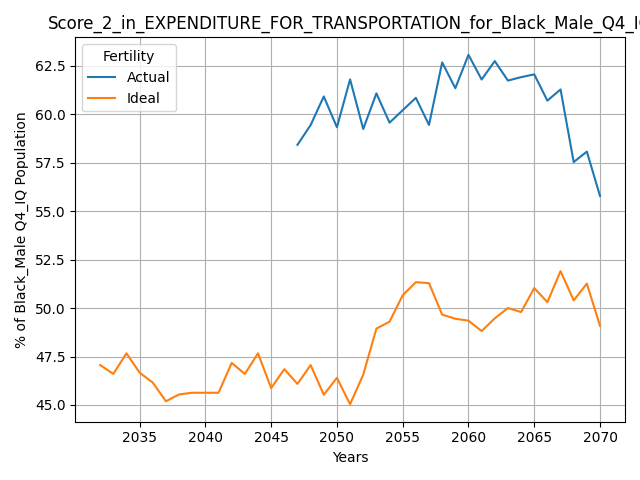 Score_2_in_EXPENDITURE_FOR_TRANSPORTATION_for_Black_Male_Q4_IQ
Fertility
Actual
Ideal
62.5
60.0
57.5
55.0
52.5
50.0
47.5
45.0
% of Black_Male Q4_IQ Population
2035 2040 2045 2050 2055 2060 2065 2070
Years